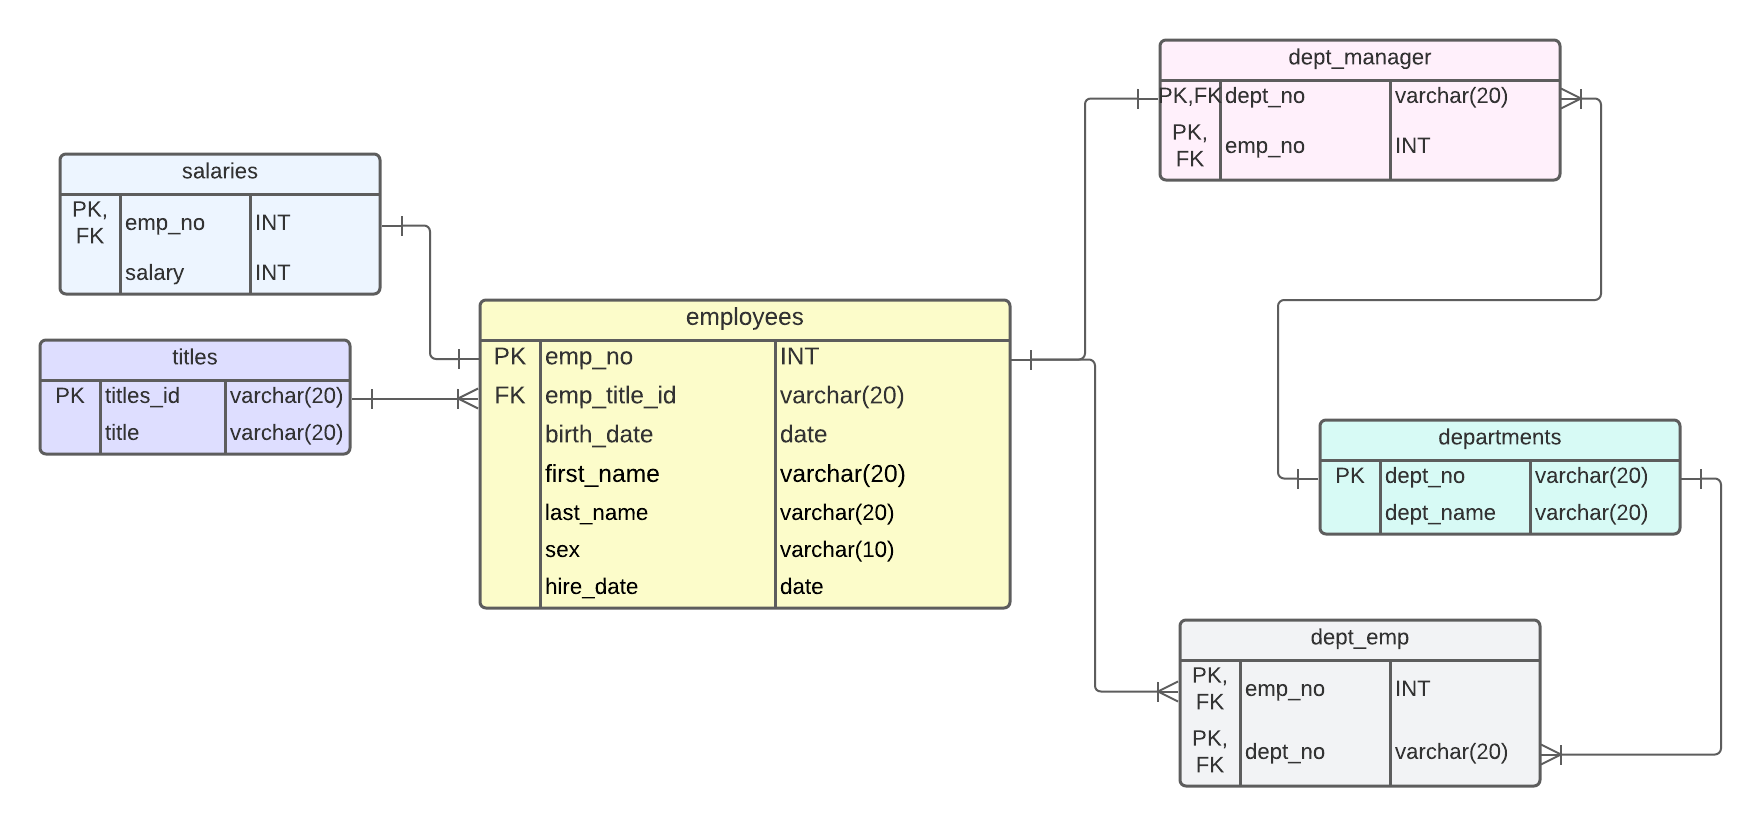 dept_manager
PK,FK dept_no varchar(20)
PK,
FK emp_no INT
salaries
PK,
FK emp_no INT
salary INT
titles
PK titles_id varchar(20)
title varchar(20)
employees
PK emp_no INT
FK emp_title_id varchar(20)
birth_date date
first_name varchar(20)
last_name varchar(20)
sex varchar(10)
hire_date date
departments
PK dept_no varchar(20)
dept_name varchar(20)
dept_emp
PK,
FK emp_no INT
PK,
FK dept_no varchar(20)